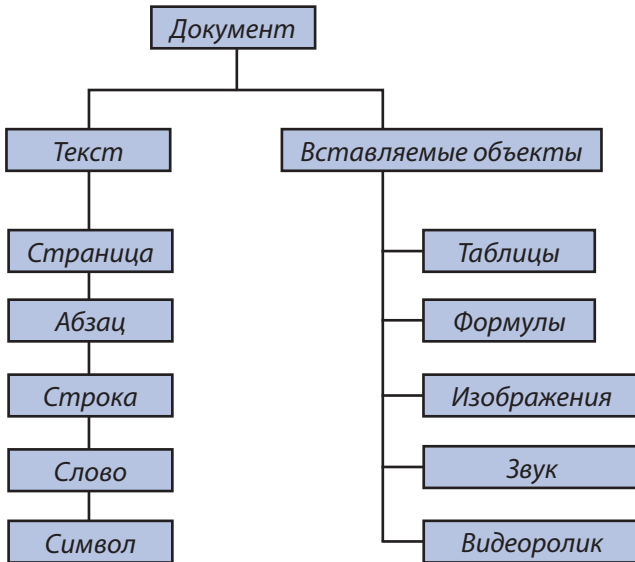 Документ
Текст
Вставляемые объекты
Страница
Таблицы
Абзац
Формулы
Строка
Изображения
Слово
Звук
Символ
Видеоролик